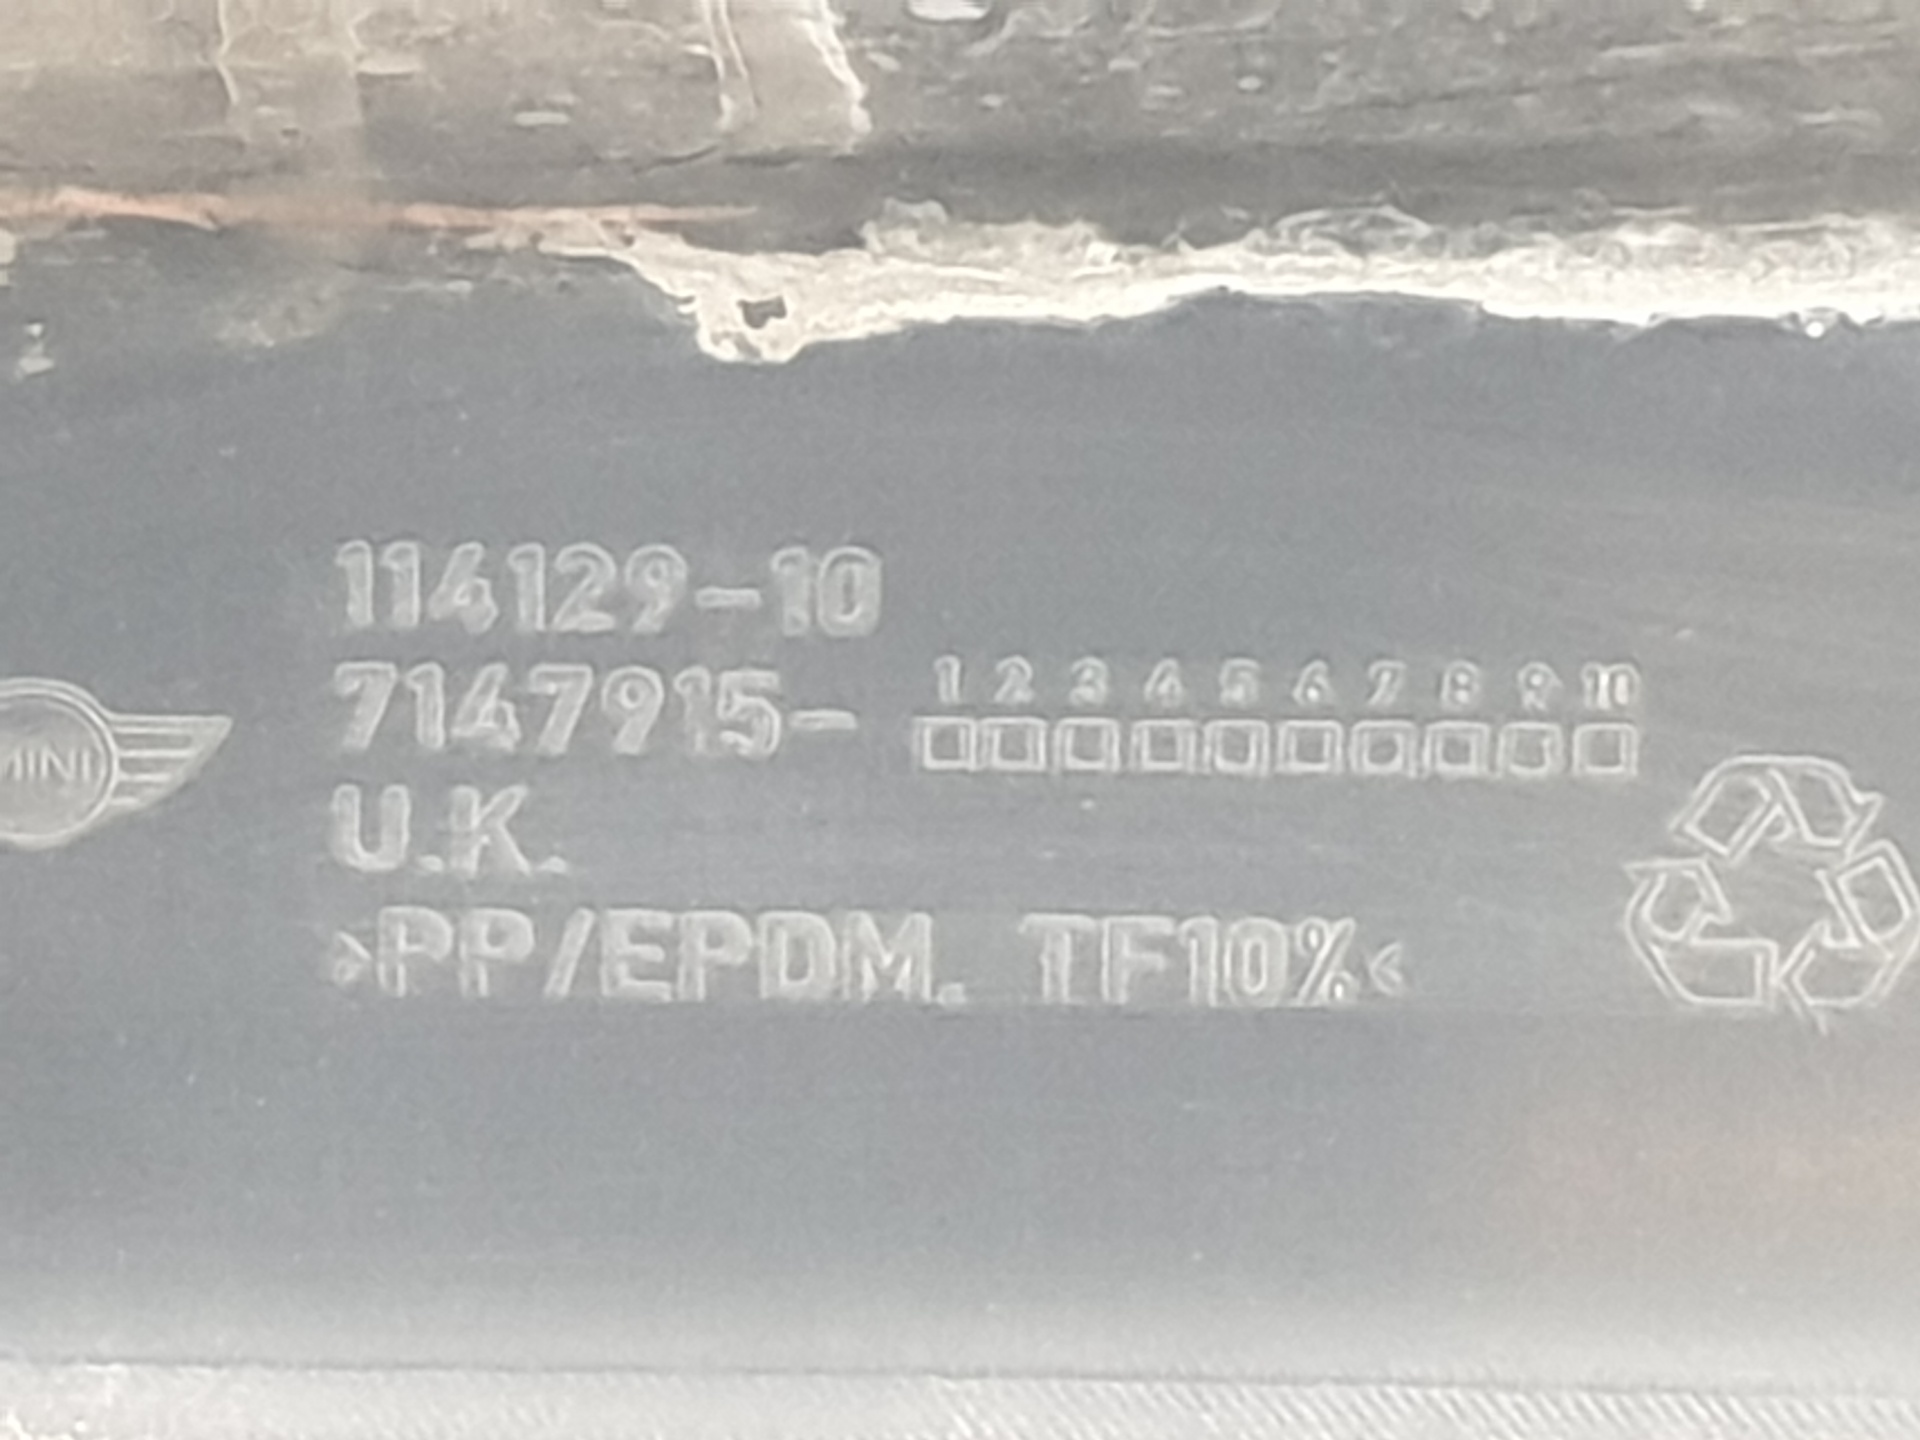 114129-10
7147915-
1 2 3 4 5 6 7 8 9 10
MINI
U.K.
>PP/EPDM. TF10%<